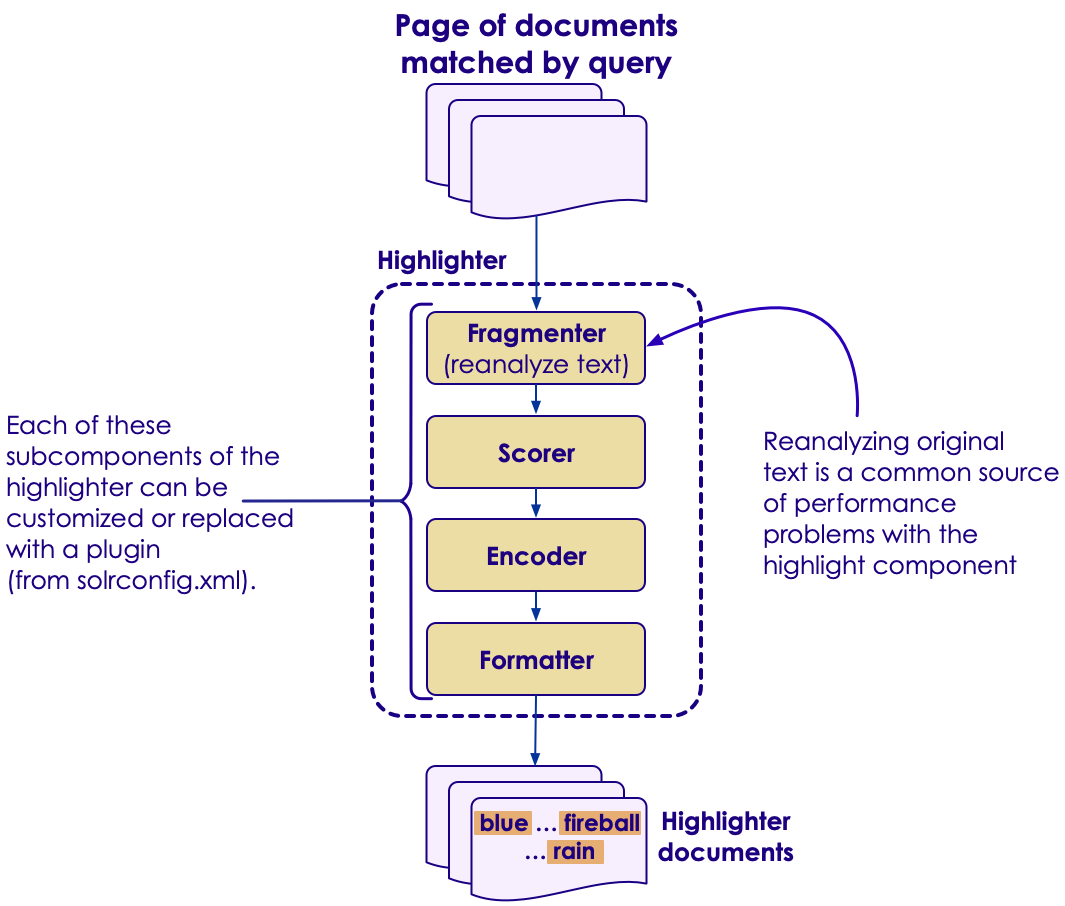 Page of documents
matched by query
Highlighter
Fragmenter
(reanalyze text)
Scorer
Encoder
Formatter
Each of these
subcomponents of the
highlighter can be
customized or replaced
with a plugin
(from solrconfig.xml).
Reanalyzing original
text is a common source
of performance
problems with the
highlight component
blue ... fireball
...rain
Highlighter
documents